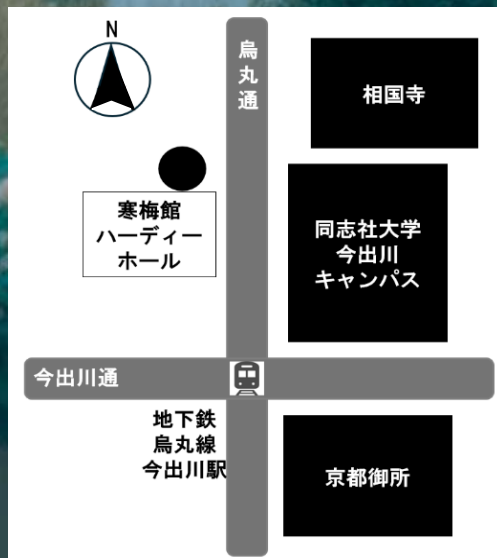 N
烏丸通
相国寺
寒梅館
ハーディー
ホール
同志社大学
今出川
キャンパス
今出川通
地下鉄
烏丸線
今出川駅
京都御所